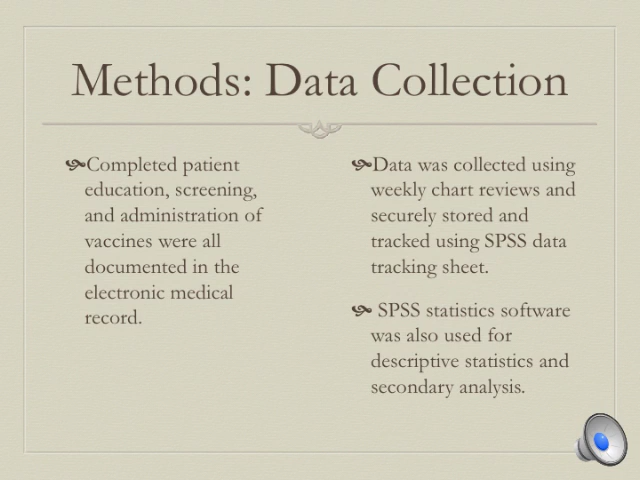 Methods: Data Collection
Completed patient
education, screening,
and administration of
vaccines were all
documented in the
electronic medical
record.
Data was collected using
weekly chart reviews and
securely stored and
tracked using SPSS data
tracking sheet.
SPSS statistics software
was also used for
descriptive statistics and
secondary analysis.